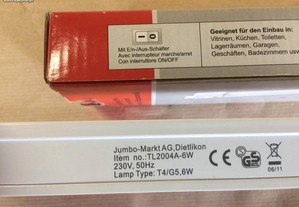 I O
Mit Ein-/Aus-Schalter
Avec interrupteur marche/arret
Con interruttore ON/OFF
Geeignet für den Einbau in:
Vitrinen, Küchen, Toiletten,
Lagerräumen, Garagen,
Geschäften, Badezimmern usw.
Jumbo-Markt AG, Dietlikon
Item no.:TL2004A-6W
230V, 50Hz
Lamp Type: T4/G5,6W
CE
GS
06/11